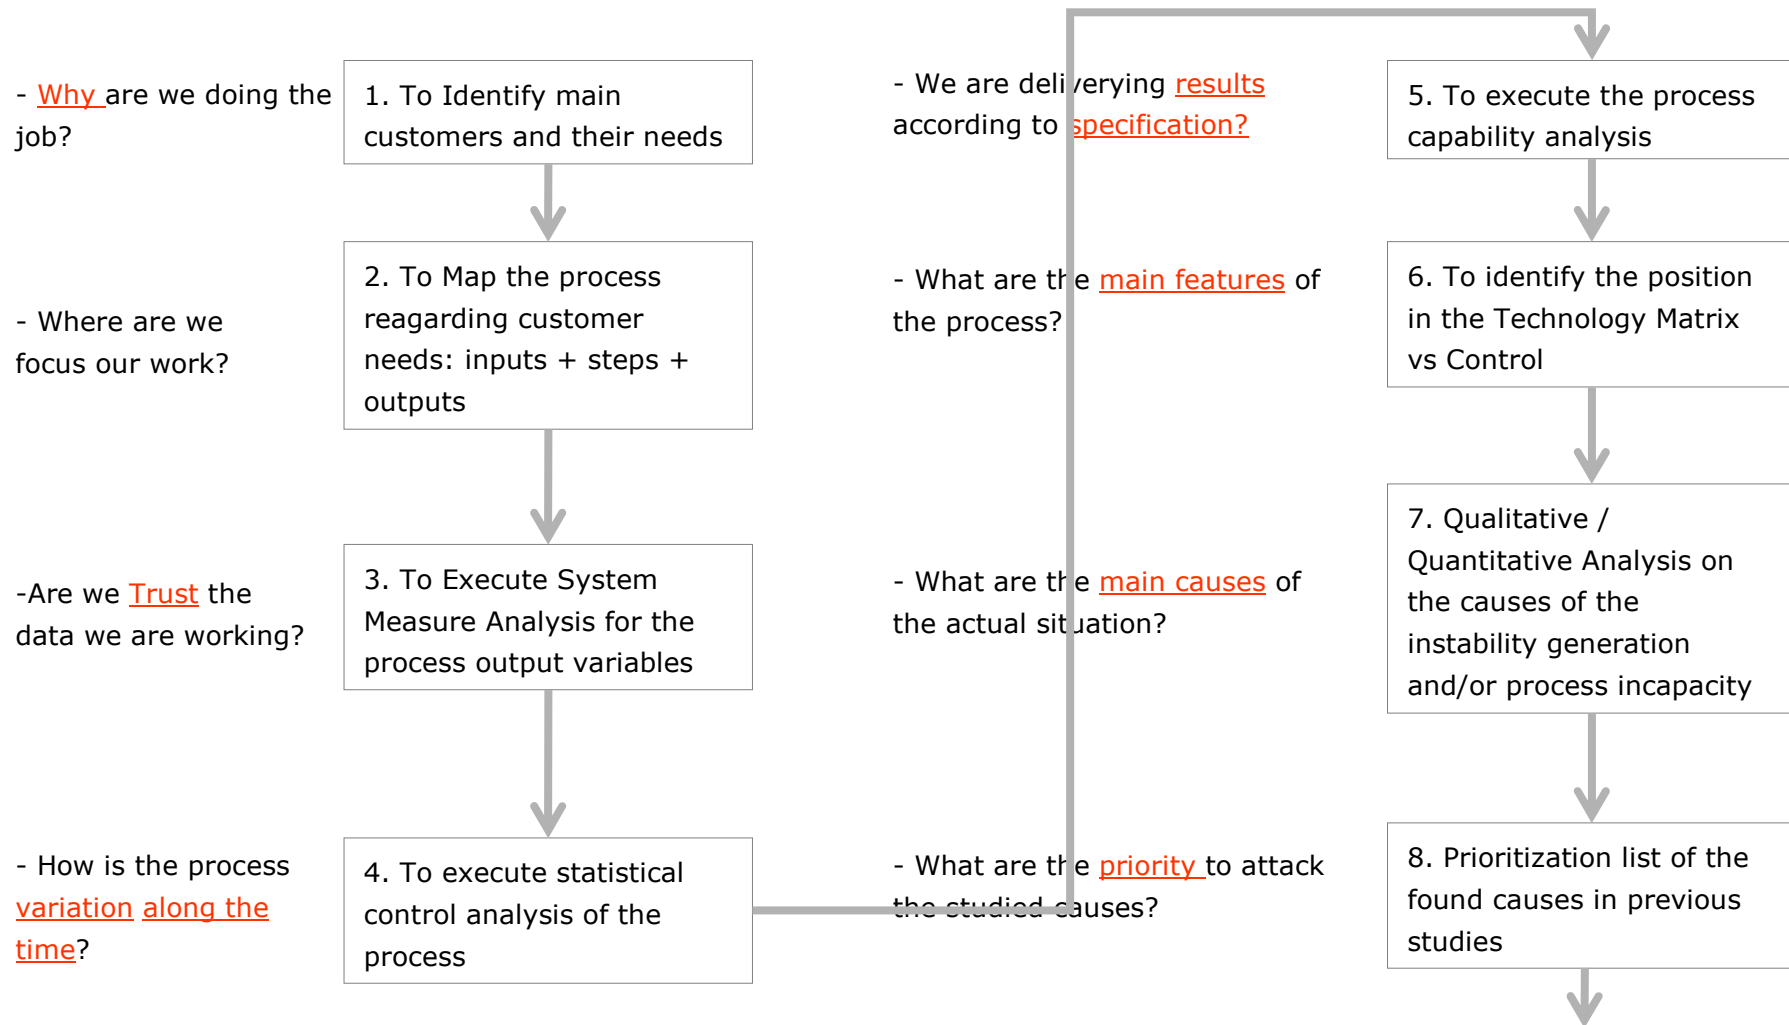 - Why are we doing the
job?
1. To Identify main
customers and their needs
- Where are we
focus our work?
2. To Map the process
reagarding customer
needs: inputs + steps +
outputs
-Are we Trust the
data we are working?
3. To Execute System
Measure Analysis for the
process output variables
- How is the process
variation along the
time?
4. To execute statistical
control analysis of the
process
- We are deliverying results
according to specification?
5. To execute the process
capability analysis
- What are the main features of
the process?
6. To identify the position
in the Technology Matrix
vs Control
- What are the main causes of
the actual situation?
7. Qualitative /
Quantitative Analysis on
the causes of the
instability generation
and/or process incapacity
- What are the priority to attack
the studied causes?
8. Prioritization list of the
found causes in previous
studies